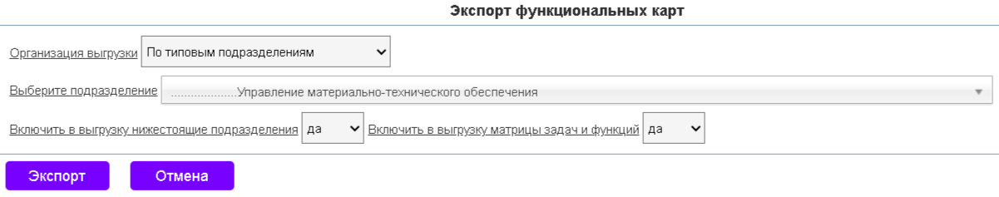 Экспорт функциональных карт
Организация выгрузки По типовым подразделениям
Выберите подразделение ....................Управление материально-технического обеспечения
Включить в выгрузку нижестоящие подразделения да Включить в выгрузку матрицы задач и функций да
Экспорт Отмена